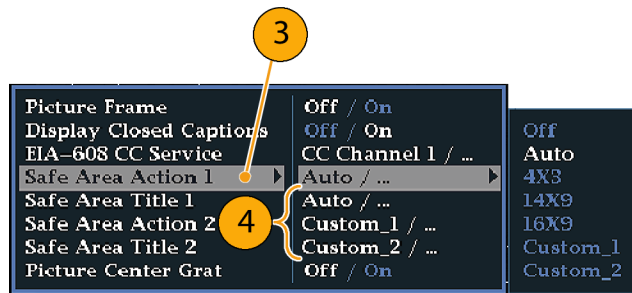 3
Picture Frame Off / On
Display Closed Captions Off / On Off
EIA-608 CC Service CC Channel 1 / ... Auto
Safe Area Action 1 Auto / ... 4X3
Safe Area Title 1 Auto / ... 14X9
Safe Area Action 2 4 Custom_1 / ... 16X9
Safe Area Title 2 Custom_2 / ... Custom_1
Picture Center Grat Off / On Custom_2